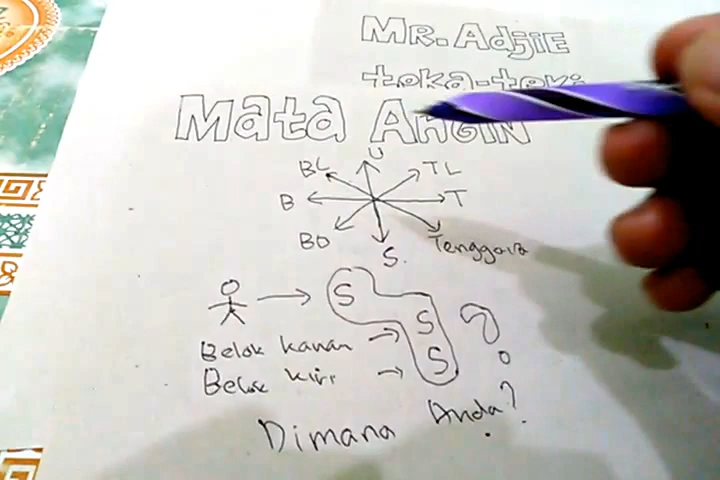 MR. AdjiE
teka-teki
Mata ANGIN
U
BL TL
B T
BD Tenggara
S.
S
Belok kanan S ?
Belok kiri S
Dimana Anda?